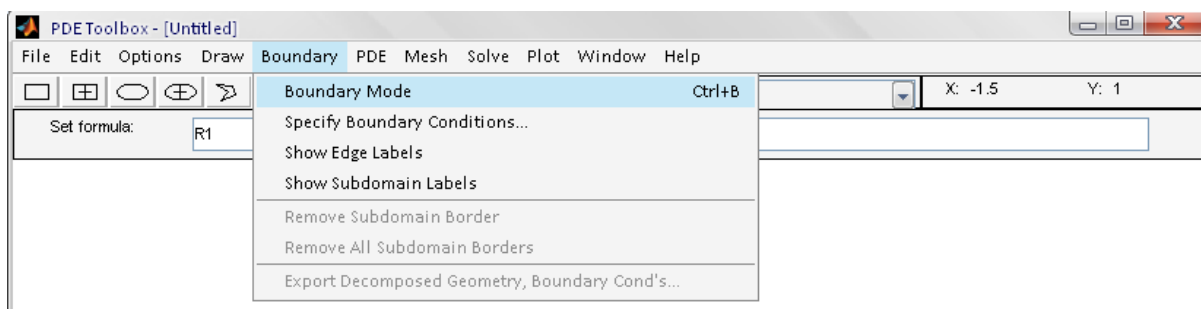 PDE Toolbox - [Untitled]
File Edit Options Draw Boundary PDE Mesh Solve Plot Window Help
Boundary Mode Ctrl+B
X: -1.5 Y: 1
Set formula: R1
Specify Boundary Conditions...
Show Edge Labels
Show Subdomain Labels
Remove Subdomain Border
Remove All Subdomain Borders
Export Decomposed Geometry, Boundary Cond's...